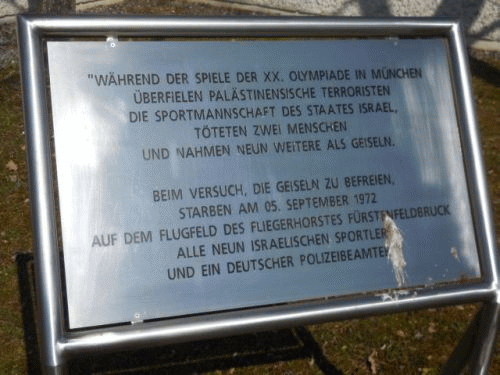 "WÄHREND DER SPIELE DER XX. OLYMPIADE IN MÜNCHEN
ÜBERFIELEN PALÄSTINENSISCHE TERRORISTEN
DIE SPORTMANNSCHAFT DES STAATES ISRAEL,
TÖTETEN ZWEI MENSCHEN
UND NAHMEN NEUN WEITERE ALS GEISELN.
BEIM VERSUCH, DIE GEISELN ZU BEFREIEN,
STARBEN AM 05. SEPTEMBER 1972
AUF DEM FLUGFELD DES FLIEGERHORSTES FÜRSTENFELDBRUCK
ALLE NEUN ISRAELISCHEN SPORTLER
UND EIN DEUTSCHER POLIZEIBEAMTER